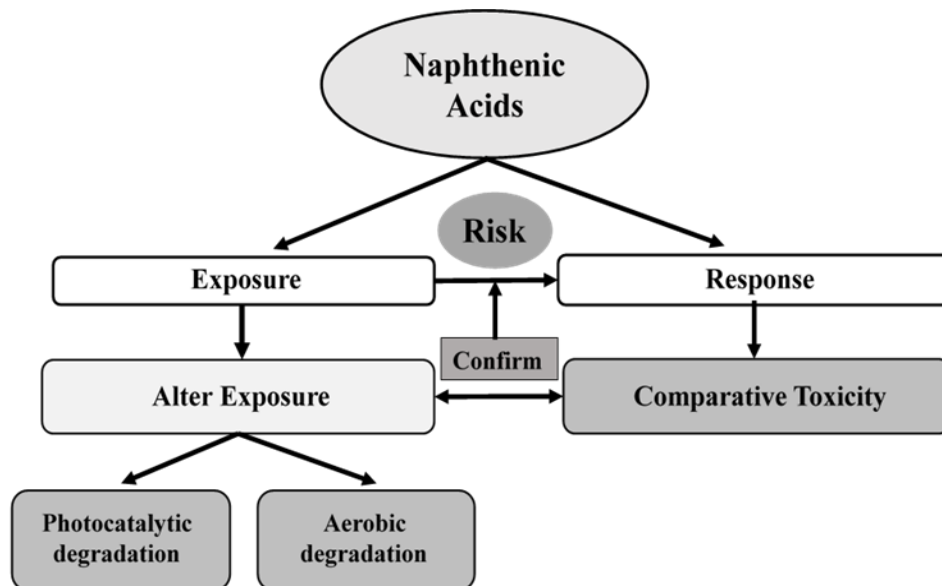 Naphthenic
Acids
Risk
Exposure
Response
Confirm
Alter Exposure
Comparative Toxicity
Photocatalytic
degradation
Aerobic
degradation